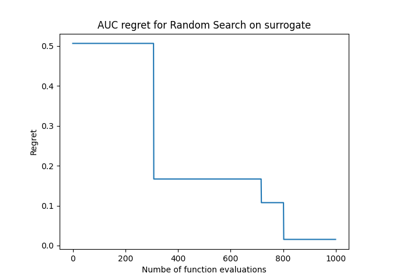 AUC regret for Random Search on surrogate
0.5
0.4
0.3
0.2
0.1
0.0
Regret
0 200 400 600 800 1000
Numbe of function evaluations